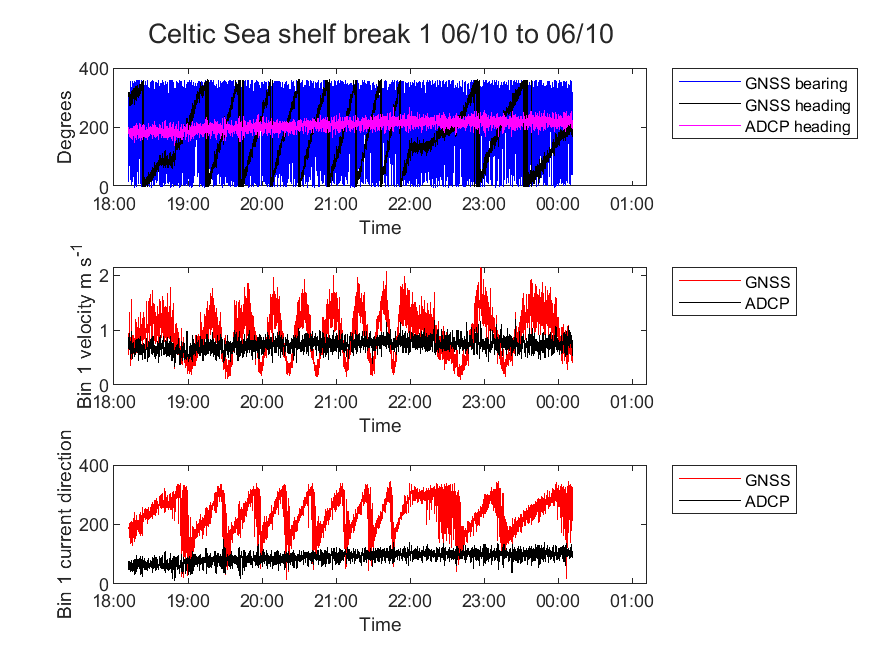 Celtic Sea shelf break 1 06/10 to 06/10
400
200
0
Degrees
18:00 19:00 20:00 21:00 22:00 23:00 00:00 01:00
Time
GNSS bearing
GNSS heading
ADCP heading
2
1
0
Bin 1 velocity m s-1
18:00 19:00 20:00 21:00 22:00 23:00 00:00 01:00
Time
GNSS
ADCP
400
200
0
Bin 1 current direction
18:00 19:00 20:00 21:00 22:00 23:00 00:00 01:00
Time
GNSS
ADCP